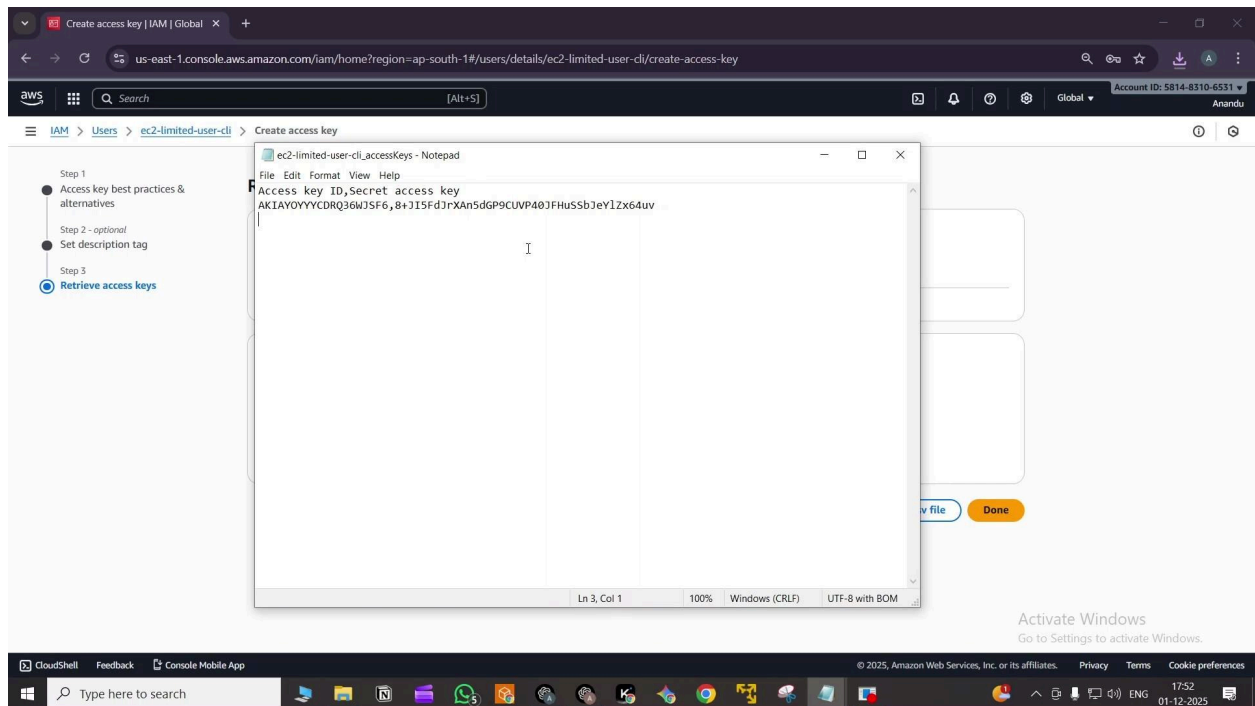 Create access key | IAM | Global
us-east-1.console.aws.amazon.com/iam/home?region=ap-south-1#/users/details/ec2-limited-user-cli/create-access-key
aws
Search
[Alt+S]
Global
Account ID: 5814-8310-6531
Anandu
IAM > Users > ec2-limited-user-cli > Create access key
Step 1
Access key best practices &
alternatives
Step 2 - optional
Set description tag
Step 3
Retrieve access keys
R
ec2-limited-user-cli_accessKeys - Notepad
File Edit Format View Help
Access key ID,Secret access key
AKIAYOYYYCDRQ36WJSF6,8+JI5FdJrXAn5dGP9CUVP40JFHuSSbJeYlZx64uv
Ln 3, Col 1
100%
Windows (CRLF)
UTF-8 with BOM
v file
Done
Activate Windows
Go to Settings to activate Windows.
CloudShell
Feedback
Console Mobile App
© 2025, Amazon Web Services, Inc. or its affiliates.
Privacy
Terms
Cookie preferences
Type here to search
ENG
17:52
01-12-2025